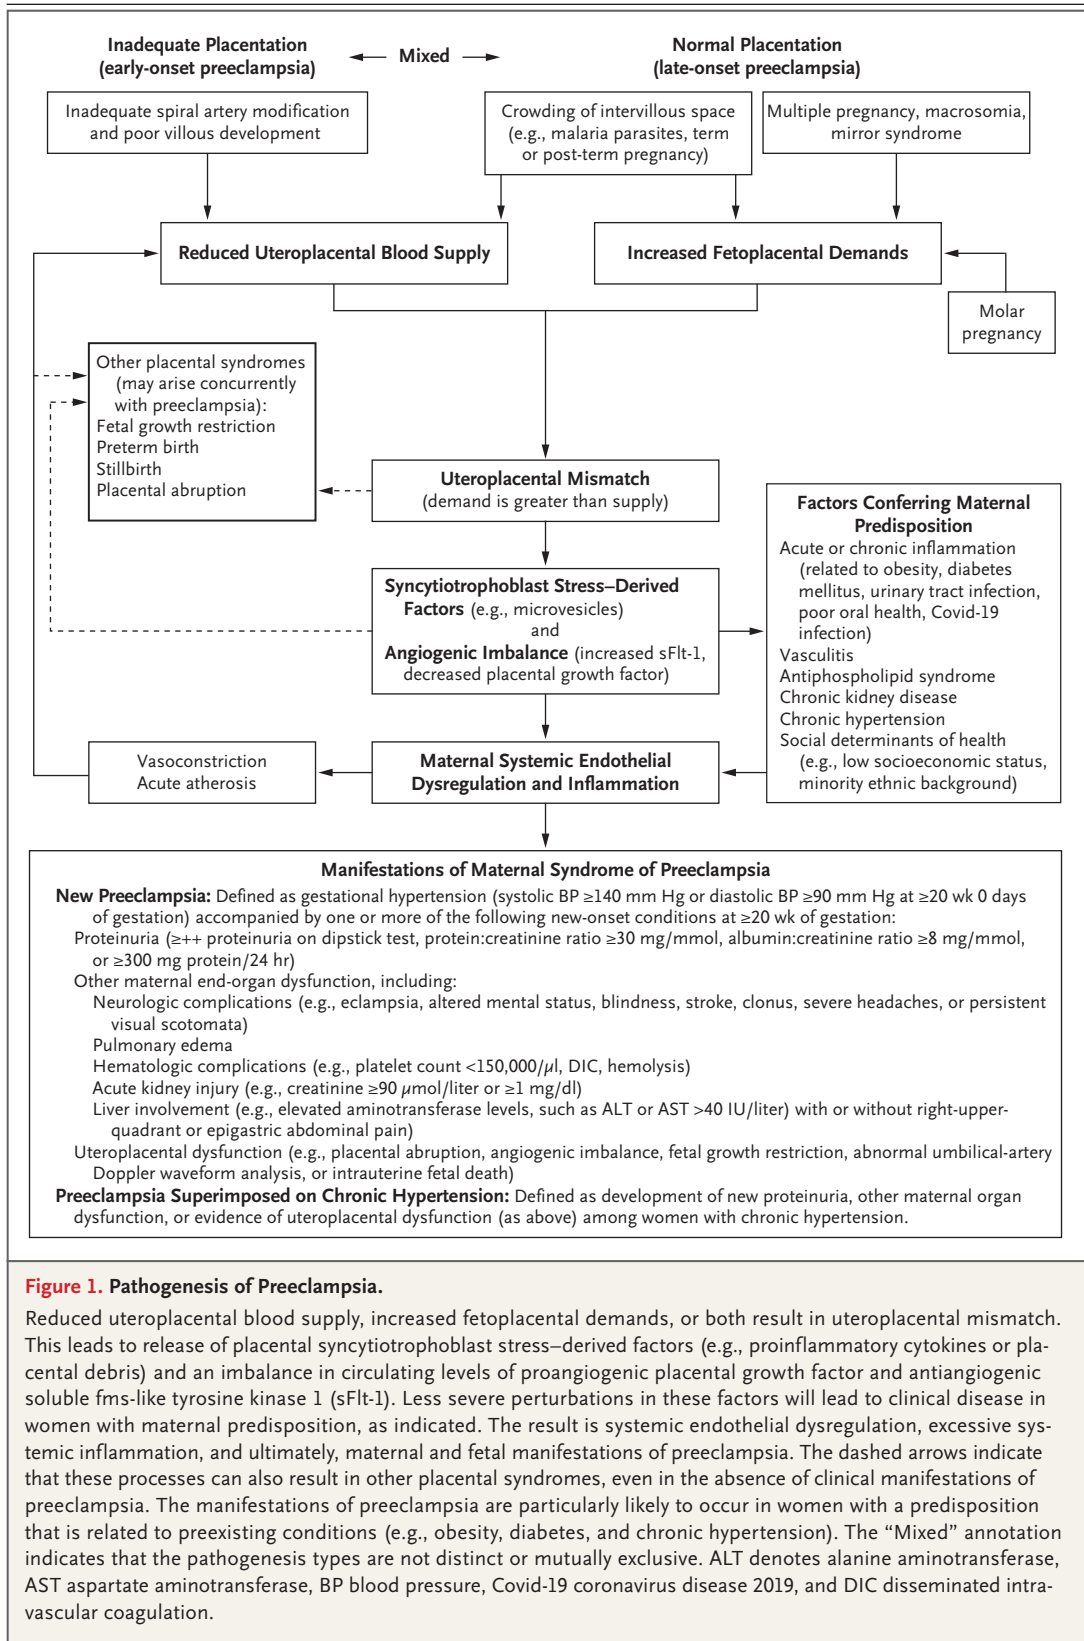 Inadequate Placentation
(early-onset preeclampsia)
Mixed
Normal Placentation
(late-onset preeclampsia)
Inadequate spiral artery modification
and poor villous development
Crowding of intervillous space
(e.g., malaria parasites, term
or post-term pregnancy)
Multiple pregnancy, macrosomia,
mirror syndrome
Reduced Uteroplacental Blood Supply
Increased Fetoplacental Demands
Molar
pregnancy
Other placental syndromes
(may arise concurrently
with preeclampsia):
Fetal growth restriction
Preterm birth
Stillbirth
Placental abruption
Uteroplacental Mismatch
(demand is greater than supply)
Factors Conferring Maternal
Predisposition
Acute or chronic inflammation
(related to obesity, diabetes
mellitus, urinary tract infection,
poor oral health, Covid-19
infection)
Vasculitis
Antiphospholipid syndrome
Chronic kidney disease
Chronic hypertension
Social determinants of health
(e.g., low socioeconomic status,
minority ethnic background)
Syncytiotrophoblast Stress–Derived
Factors (e.g., microvesicles)
and
Angiogenic Imbalance (increased sFlt-1,
decreased placental growth factor)
Vasoconstriction
Acute atherosis
Maternal Systemic Endothelial
Dysregulation and Inflammation
Manifestations of Maternal Syndrome of Preeclampsia
New Preeclampsia: Defined as gestational hypertension (systolic BP ≥140 mm Hg or diastolic BP ≥90 mm Hg at ≥20 wk 0 days
of gestation) accompanied by one or more of the following new-onset conditions at ≥20 wk of gestation:
Proteinuria (≥++ proteinuria on dipstick test, protein:creatinine ratio ≥30 mg/mmol, albumin:creatinine ratio ≥8 mg/mmol,
or ≥300 mg protein/24 hr)
Other maternal end-organ dysfunction, including:
Neurologic complications (e.g., eclampsia, altered mental status, blindness, stroke, clonus, severe headaches, or persistent
visual scotomata)
Pulmonary edema
Hematologic complications (e.g., platelet count <150,000/μl, DIC, hemolysis)
Acute kidney injury (e.g., creatinine ≥90 μmol/liter or ≥1 mg/dl)
Liver involvement (e.g., elevated aminotransferase levels, such as ALT or AST >40 IU/liter) with or without right-upper-
quadrant or epigastric abdominal pain)
Uteroplacental dysfunction (e.g., placental abruption, angiogenic imbalance, fetal growth restriction, abnormal umbilical-artery
Doppler waveform analysis, or intrauterine fetal death)
Preeclampsia Superimposed on Chronic Hypertension: Defined as development of new proteinuria, other maternal organ
dysfunction, or evidence of uteroplacental dysfunction (as above) among women with chronic hypertension.
Figure 1. Pathogenesis of Preeclampsia.
Reduced uteroplacental blood supply, increased fetoplacental demands, or both result in uteroplacental mismatch.
This leads to release of placental syncytiotrophoblast stress–derived factors (e.g., proinflammatory cytokines or pla-
cental debris) and an imbalance in circulating levels of proangiogenic placental growth factor and antiangiogenic
soluble fms-like tyrosine kinase 1 (sFlt-1). Less severe perturbations in these factors will lead to clinical disease in
women with maternal predisposition, as indicated. The result is systemic endothelial dysregulation, excessive sys-
temic inflammation, and ultimately, maternal and fetal manifestations of preeclampsia. The dashed arrows indicate
that these processes can also result in other placental syndromes, even in the absence of clinical manifestations of
preeclampsia. The manifestations of preeclampsia are particularly likely to occur in women with a predisposition
that is related to preexisting conditions (e.g., obesity, diabetes, and chronic hypertension). The “Mixed” annotation
indicates that the pathogenesis types are not distinct or mutually exclusive. ALT denotes alanine aminotransferase,
AST aspartate aminotransferase, BP blood pressure, Covid-19 coronavirus disease 2019, and DIC disseminated intra-
vascular coagulation.